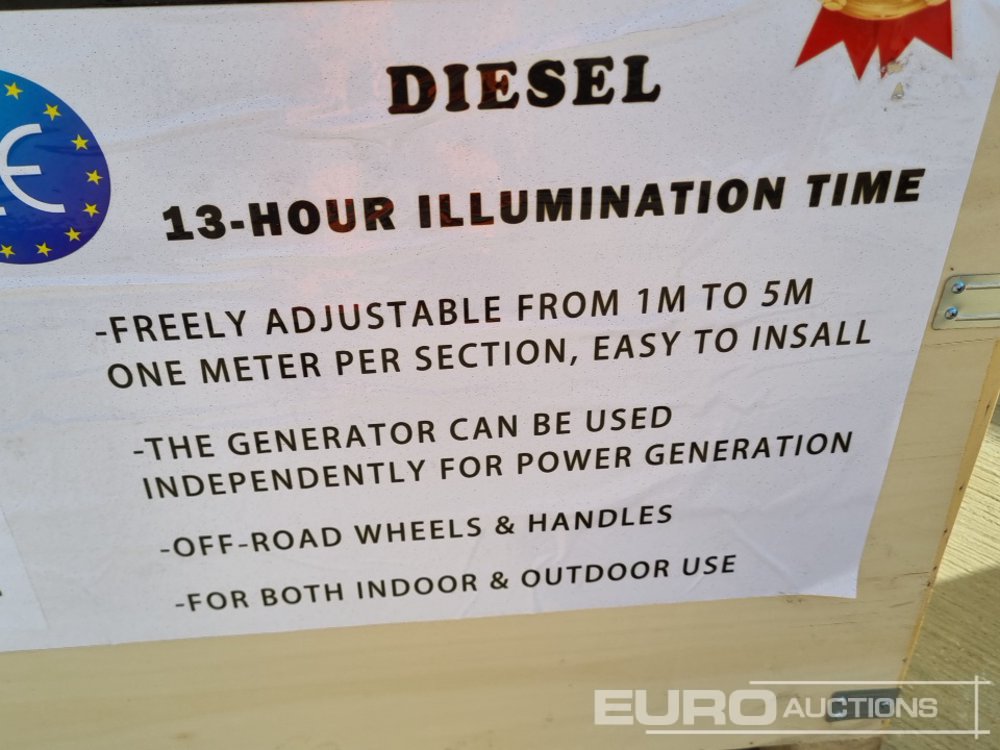 DIESEL
CE
13-HOUR ILLUMINATION TIME
-FREELY ADJUSTABLE FROM 1M TO 5M
ONE METER PER SECTION, EASY TO INSALL
-THE GENERATOR CAN BE USED
INDEPENDENTLY FOR POWER GENERATION
-OFF-ROAD WHEELS & HANDLES
-FOR BOTH INDOOR & OUTDOOR USE
EURO AUCTIONS